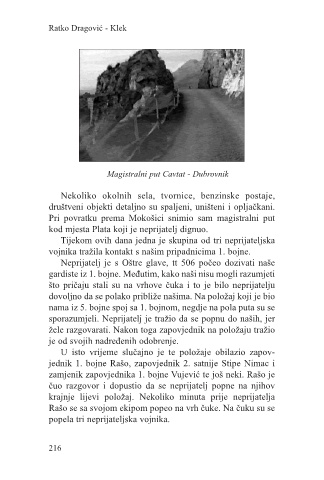 Ratko Dragović - Klek
Magistralni put Cavtat - Dubrovnik
Nekoliko okolnih sela, tvornice, benzinske postaje,
društveni objekti detaljno su spaljeni, uništeni i opljačkani.
Pri povratku prema Mokošici snimio sam magistralni put
kod mjesta Plata koji je neprijatelj dignuo.
Tijekom ovih dana jedna je skupina od tri neprijateljska
vojnika tražila kontakt s našim pripadnicima 1. bojne.
Neprijatelj je s Oštre glave, tt 506 počeo dozivati naše
gardiste iz 1. bojne. Međutim, kako naši nisu mogli razumjeti
što pričaju stali su na vrhove čuka i to je bilo neprijatelju
dovoljno da se polako približe našima. Na položaj koji je bio
nama iz 5. bojne spoj sa 1. bojnom, negdje na pola puta su se
sporazumjeli. Neprijatelj je tražio da se popnu do naših, jer
žele razgovarati. Nakon toga zapovjednik na položaju tražio
je od svojih nadređenih odobrenje.
U isto vrijeme slučajno je te položaje obilazio zapov-
jednik 1. bojne Rašo, zapovjednik 2. satnije Stipe Nimac i
zamjenik zapovjednika 1. bojne Vujević te još neki. Rašo je
čuo razgovor i dopustio da se neprijatelj popne na njihov
krajnje lijevi položaj. Nekoliko minuta prije neprijatelja
Rašo se sa svojom ekipom popeo na vrh čuke. Na čuku su se
popela tri neprijateljska vojnika.
216